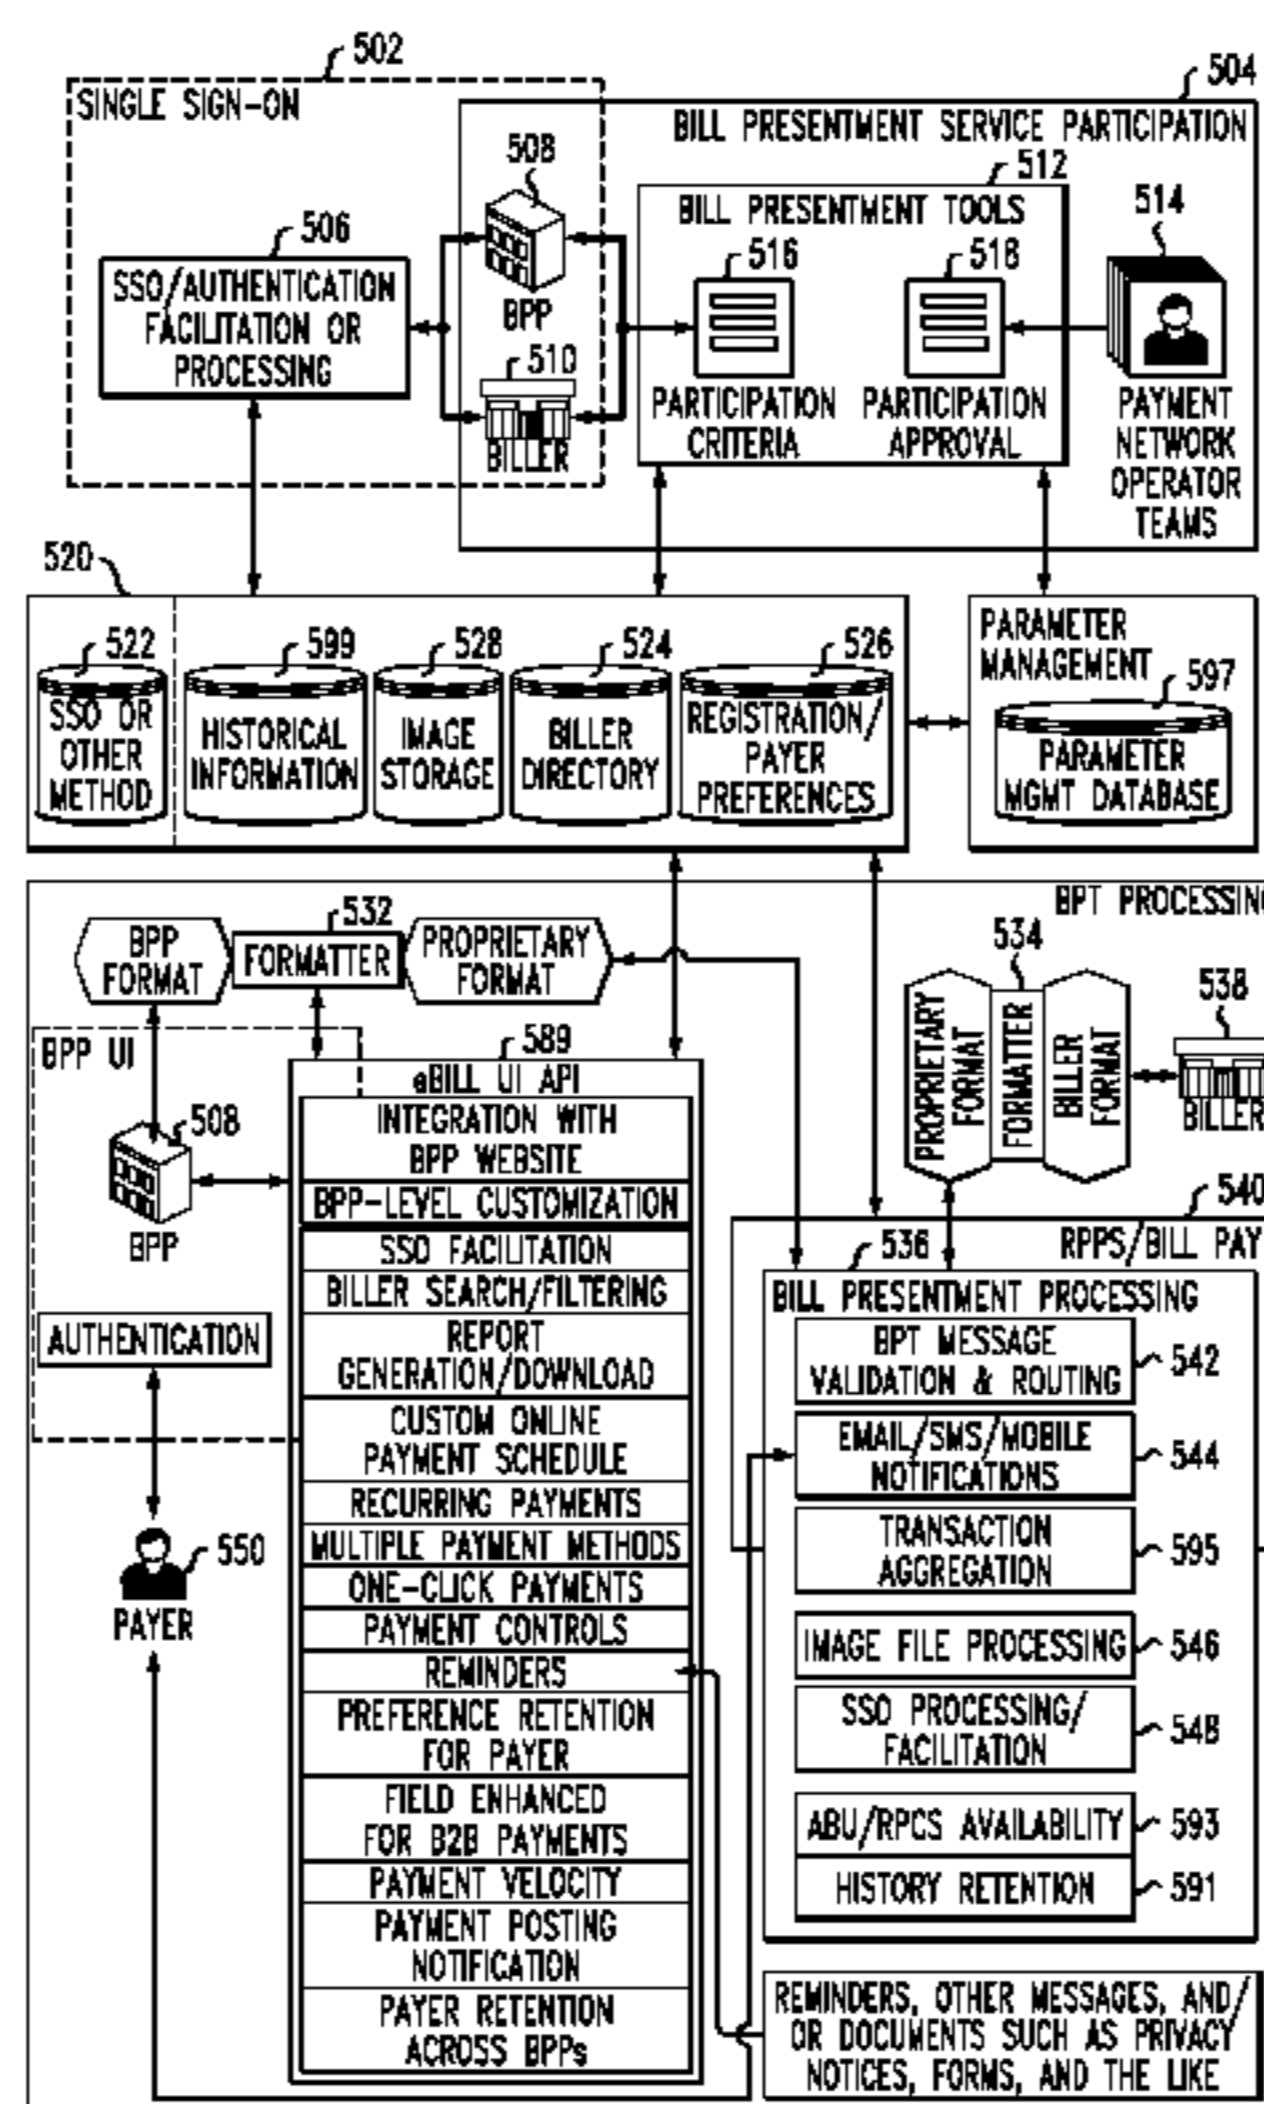 502
SINGLE SIGN-ON
504
BILL PRESENTMENT SERVICE PARTICIPATION
508
BPP
510
BILLER
506
SSO/AUTHENTICATION
FACILITATION OR
PROCESSING
512
BILL PRESENTMENT TOOLS
516
PARTICIPATION
CRITERIA
518
PARTICIPATION
APPROVAL
514
PAYMENT
NETWORK
OPERATOR
TEAMS
520
522
SSO OR
OTHER
METHOD
599
HISTORICAL
INFORMATION
528
IMAGE
STORAGE
524
BILLER
DIRECTORY
526
REGISTRATION/
PAYER
PREFERENCES
PARAMETER
MANAGEMENT
597
PARAMETER
MGMT DATABASE
BPT PROCESSING
BPP
FORMAT
532
FORMATTER
PROPRIETARY
FORMAT
534
PROPRIETARY
FORMAT
FORMATTER
BILLER
FORMAT
538
BILLER
BPP UI
508
BPP
AUTHENTICATION
550
PAYER
589
eBILL UI API
INTEGRATION WITH
BPP WEBSITE
BPP-LEVEL CUSTOMIZATION
SSO FACILITATION
BILLER SEARCH/FILTERING
REPORT
GENERATION/DOWNLOAD
CUSTOM ONLINE
PAYMENT SCHEDULE
RECURRING PAYMENTS
MULTIPLE PAYMENT METHODS
ONE-CLICK PAYMENTS
PAYMENT CONTROLS
REMINDERS
PREFERENCE RETENTION
FOR PAYER
FIELD ENHANCED
FOR B2B PAYMENTS
PAYMENT VELOCITY
PAYMENT POSTING
NOTIFICATION
PAYER RETENTION
ACROSS BPPs
540
RPPS/BILL PAY
536
BILL PRESENTMENT PROCESSING
BPT MESSAGE
VALIDATION & ROUTING
542
EMAIL/SMS/MOBILE
NOTIFICATIONS
544
TRANSACTION
AGGREGATION
595
IMAGE FILE PROCESSING
546
SSO PROCESSING/
FACILITATION
548
ABU/RPCS AVAILABILITY
593
HISTORY RETENTION
591
REMINDERS, OTHER MESSAGES, AND/
OR DOCUMENTS SUCH AS PRIVACY
NOTICES, FORMS, AND THE LIKE